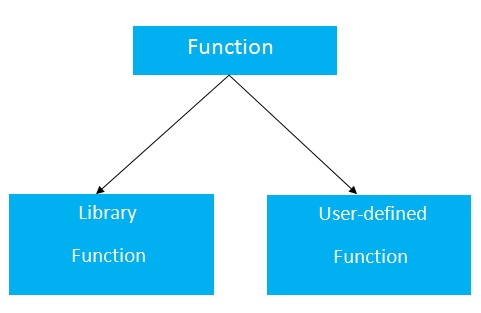 Function
Library
Function
User-defined
Function